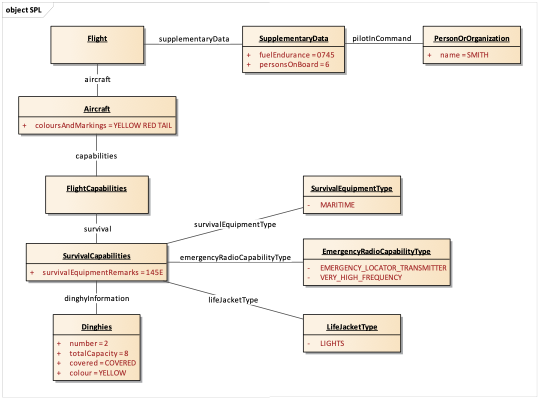 object SPL
Flight
supplementaryData
SupplementaryData
+ fuelEndurance = 0745
+ personsOnBoard = 6
pilotInCommand
PersonOrOrganization
+ name = SMITH
aircraft
Aircraft
+ coloursAndMarkings = YELLOW RED TAIL
capabilities
FlightCapabilities
survival
SurvivalCapabilities
+ survivalEquipmentRemarks = 145E
survivalEquipmentType
SurvivalEquipmentType
- MARITIME
emergencyRadioCapabilityType
EmergencyRadioCapabilityType
- EMERGENCY_LOCATOR_TRANSMITTER
- VERY_HIGH_FREQUENCY
lifeJacketType
LifeJacketType
- LIGHTS
dinghyInformation
Dinghies
+ number = 2
+ totalCapacity = 8
+ covered = COVERED
+ colour = YELLOW